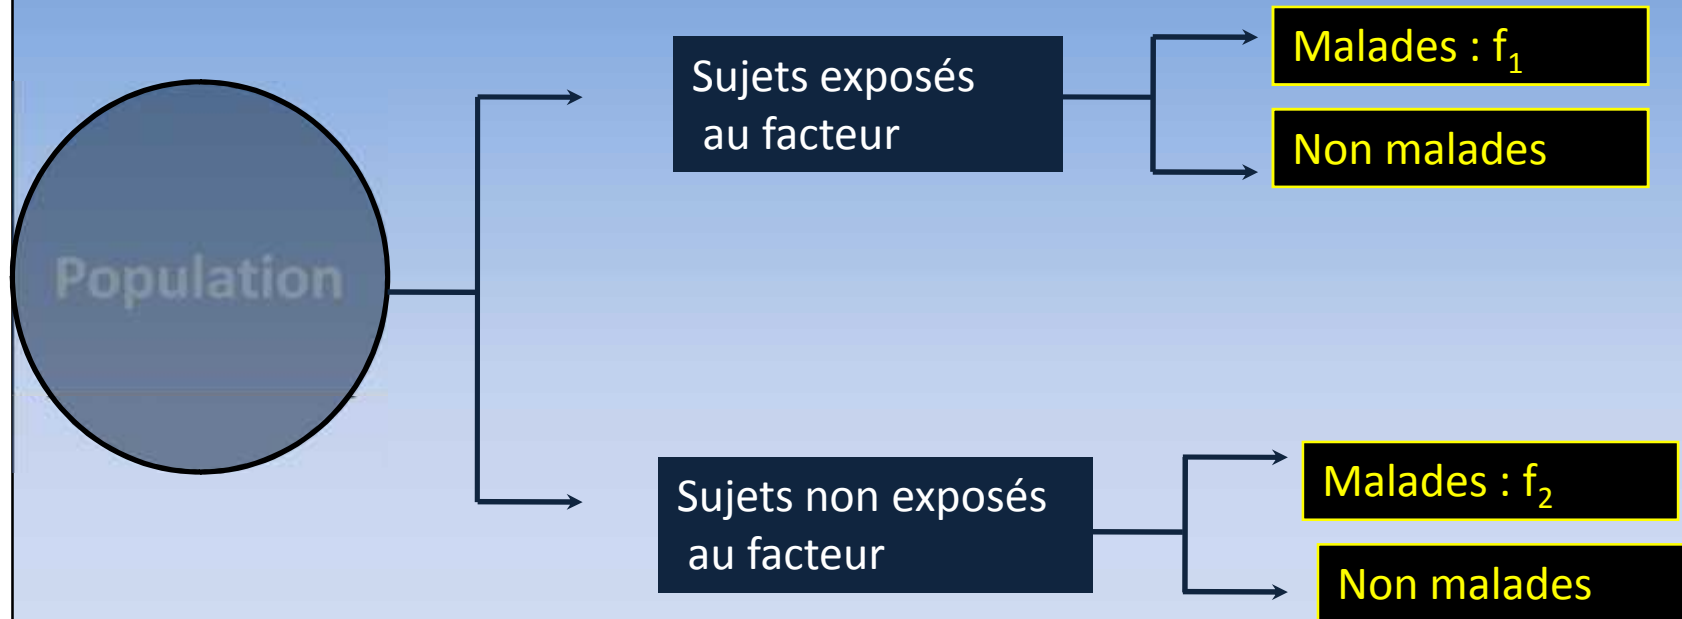 Population
Sujets exposés
au facteur
Malades : f₁
Non malades
Sujets non exposés
au facteur
Malades : f₂
Non malades